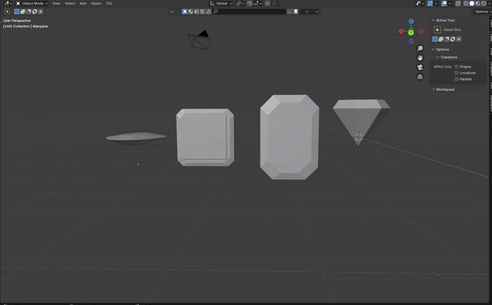 Object Mode View Select Add Object GIS Global
Options
User Perspective
(240) Collection | Marquise
Active Tool
Select Box
Options
Transform
Affect Only Origins
Locations
Parents
Workspace